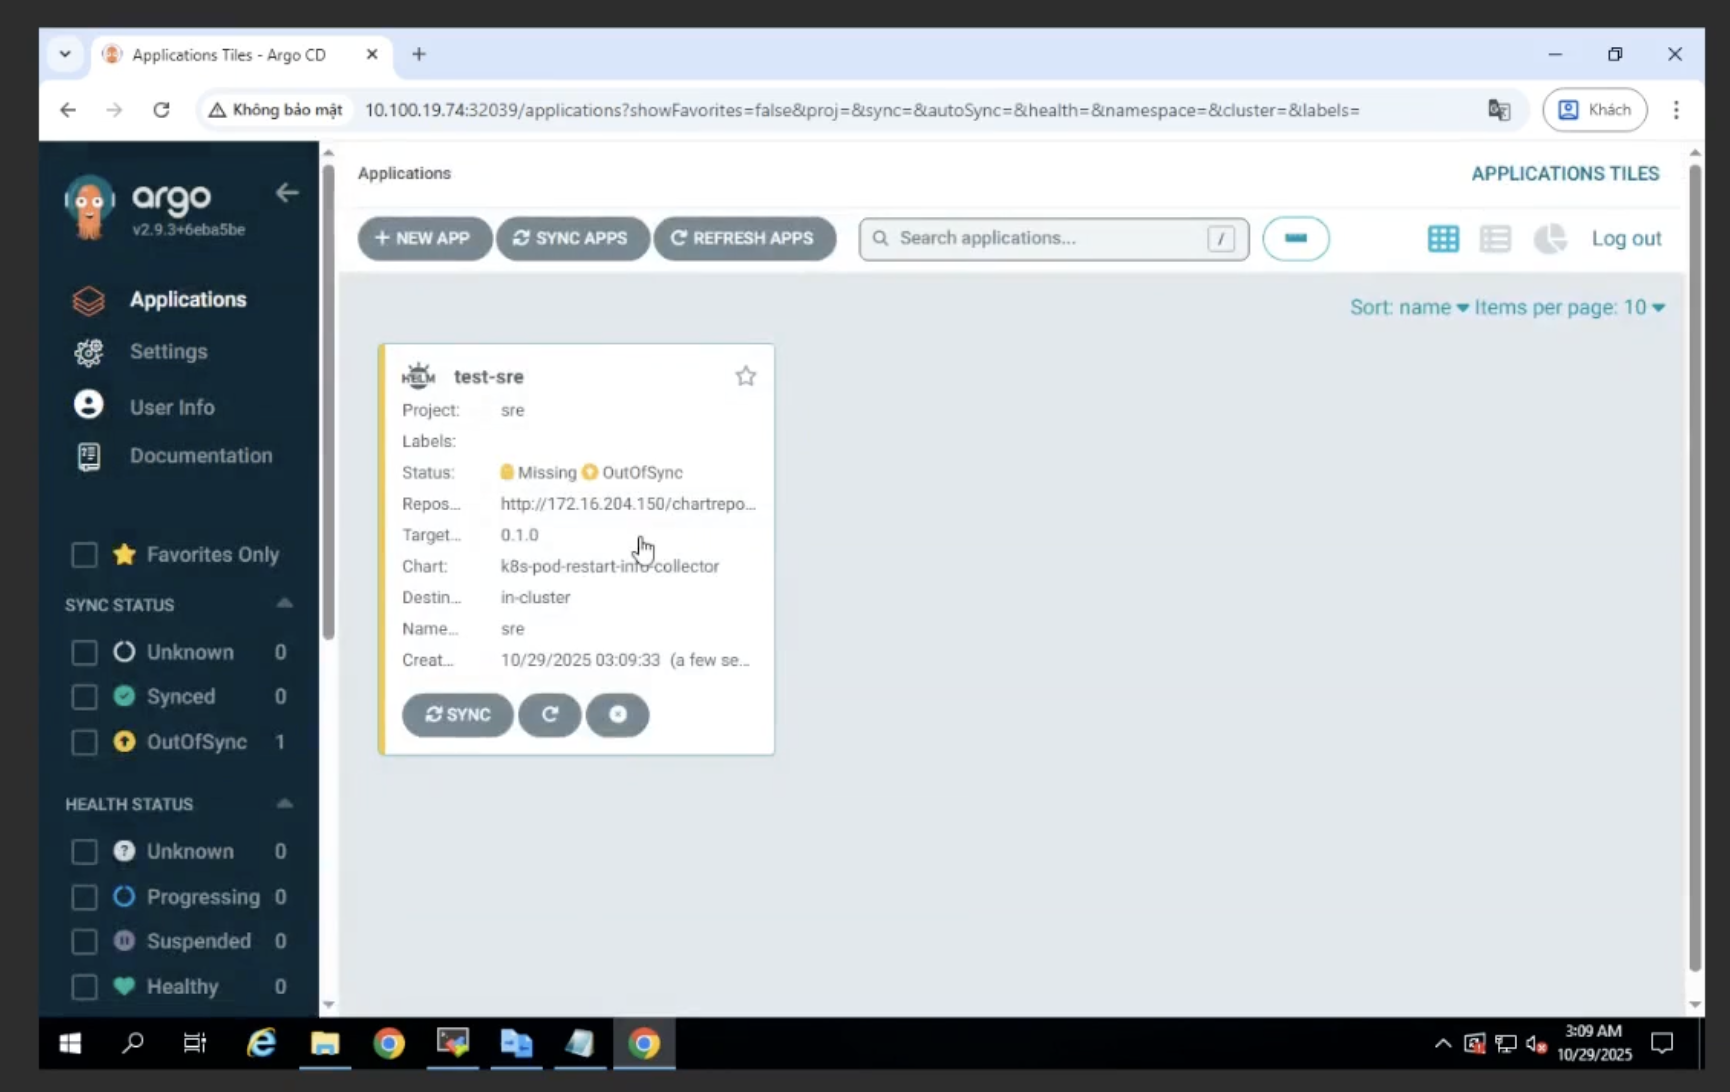 Applications Tiles - Argo CD
Không bảo mật
10.100.19.74:32039/applications?showFavorites=false&proj=&sync=&autoSync=&health=&namespace=&cluster=&labels=
Khách
argo
v2.9.3+6eba5be
Applications
Settings
User Info
Documentation
Favorites Only
SYNC STATUS
Unknown 0
Synced 0
OutOfSync 1
HEALTH STATUS
Unknown 0
Progressing 0
Suspended 0
Healthy 0
Applications
APPLICATIONS TILES
+ NEW APP
SYNC APPS
REFRESH APPS
Search applications...
/
Log out
Sort: name
Items per page: 10
HELM
test-sre
Project: sre
Labels:
Status: Missing OutOfSync
Repos... http://172.16.204.150/chartrepo...
Target... 0.1.0
Chart: k8s-pod-restart-info-collector
Destin... in-cluster
Name... sre
Creat... 10/29/2025 03:09:33 (a few se...
SYNC
3:09 AM
10/29/2025